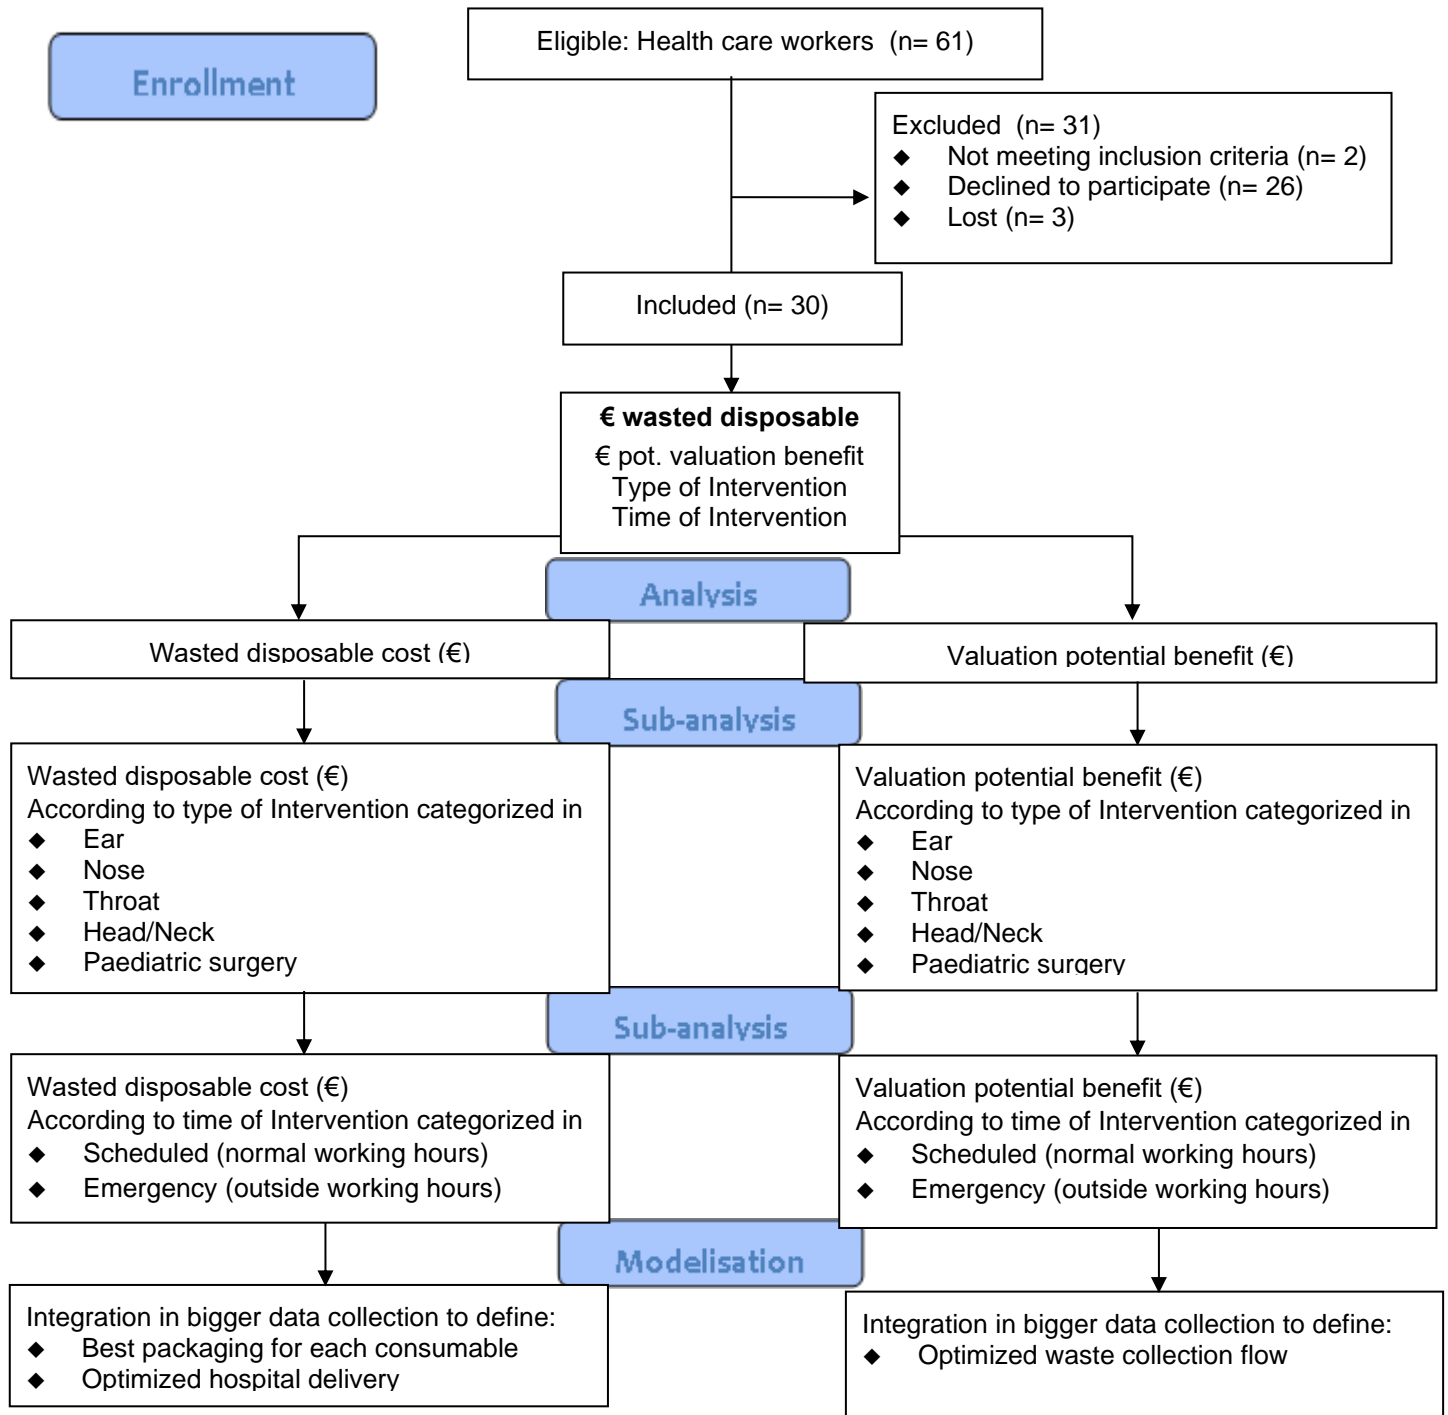 Enrollment
Eligible: Health care workers (n= 61)
Excluded (n= 31)
◆ Not meeting inclusion criteria (n= 2)
◆ Declined to participate (n= 26)
◆ Lost (n= 3)
Included (n= 30)
€ wasted disposable
€ pot. valuation benefit
Type of Intervention
Time of Intervention
Analysis
Wasted disposable cost (€)
Valuation potential benefit (€)
Sub-analysis
Wasted disposable cost (€)
According to type of Intervention categorized in
◆ Ear
◆ Nose
◆ Throat
◆ Head/Neck
◆ Paediatric surgery
Valuation potential benefit (€)
According to type of Intervention categorized in
◆ Ear
◆ Nose
◆ Throat
◆ Head/Neck
◆ Paediatric surgery
Sub-analysis
Wasted disposable cost (€)
According to time of Intervention categorized in
◆ Scheduled (normal working hours)
◆ Emergency (outside working hours)
Valuation potential benefit (€)
According to time of Intervention categorized in
◆ Scheduled (normal working hours)
◆ Emergency (outside working hours)
Modelisation
Integration in bigger data collection to define:
◆ Best packaging for each consumable
◆ Optimized hospital delivery
Integration in bigger data collection to define:
◆ Optimized waste collection flow